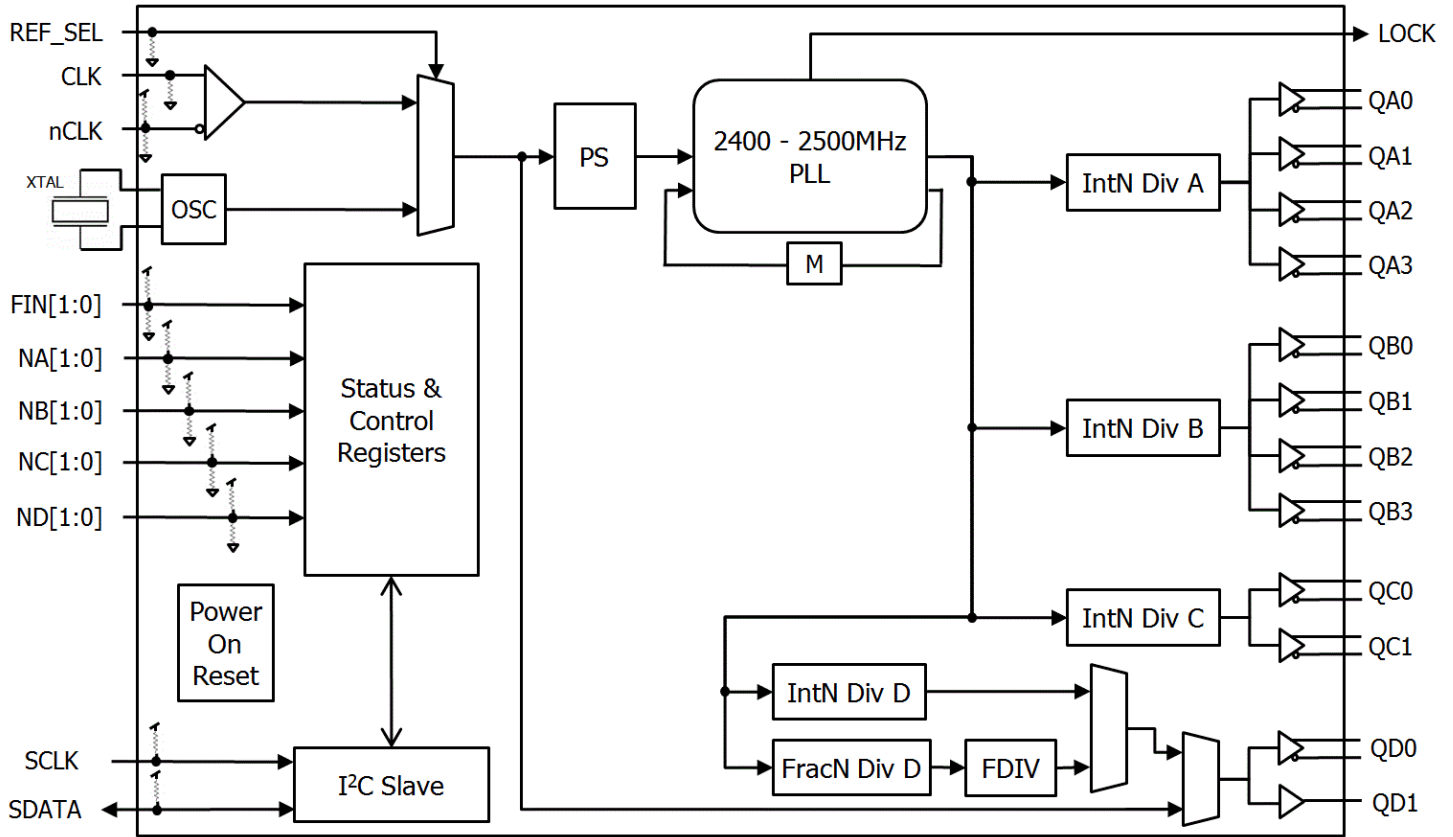 REF_SEL
LOCK
CLK
nCLK
XTAL
OSC
PS
2400 - 2500MHz
PLL
M
IntN Div A
QA0
QA1
QA2
QA3
FIN[1:0]
NA[1:0]
NB[1:0]
NC[1:0]
ND[1:0]
Status &
Control
Registers
IntN Div B
QB0
QB1
QB2
QB3
Power
On
Reset
IntN Div C
QC0
QC1
IntN Div D
FracN Div D
FDIV
QD0
QD1
SCLK
SDATA
I²C Slave